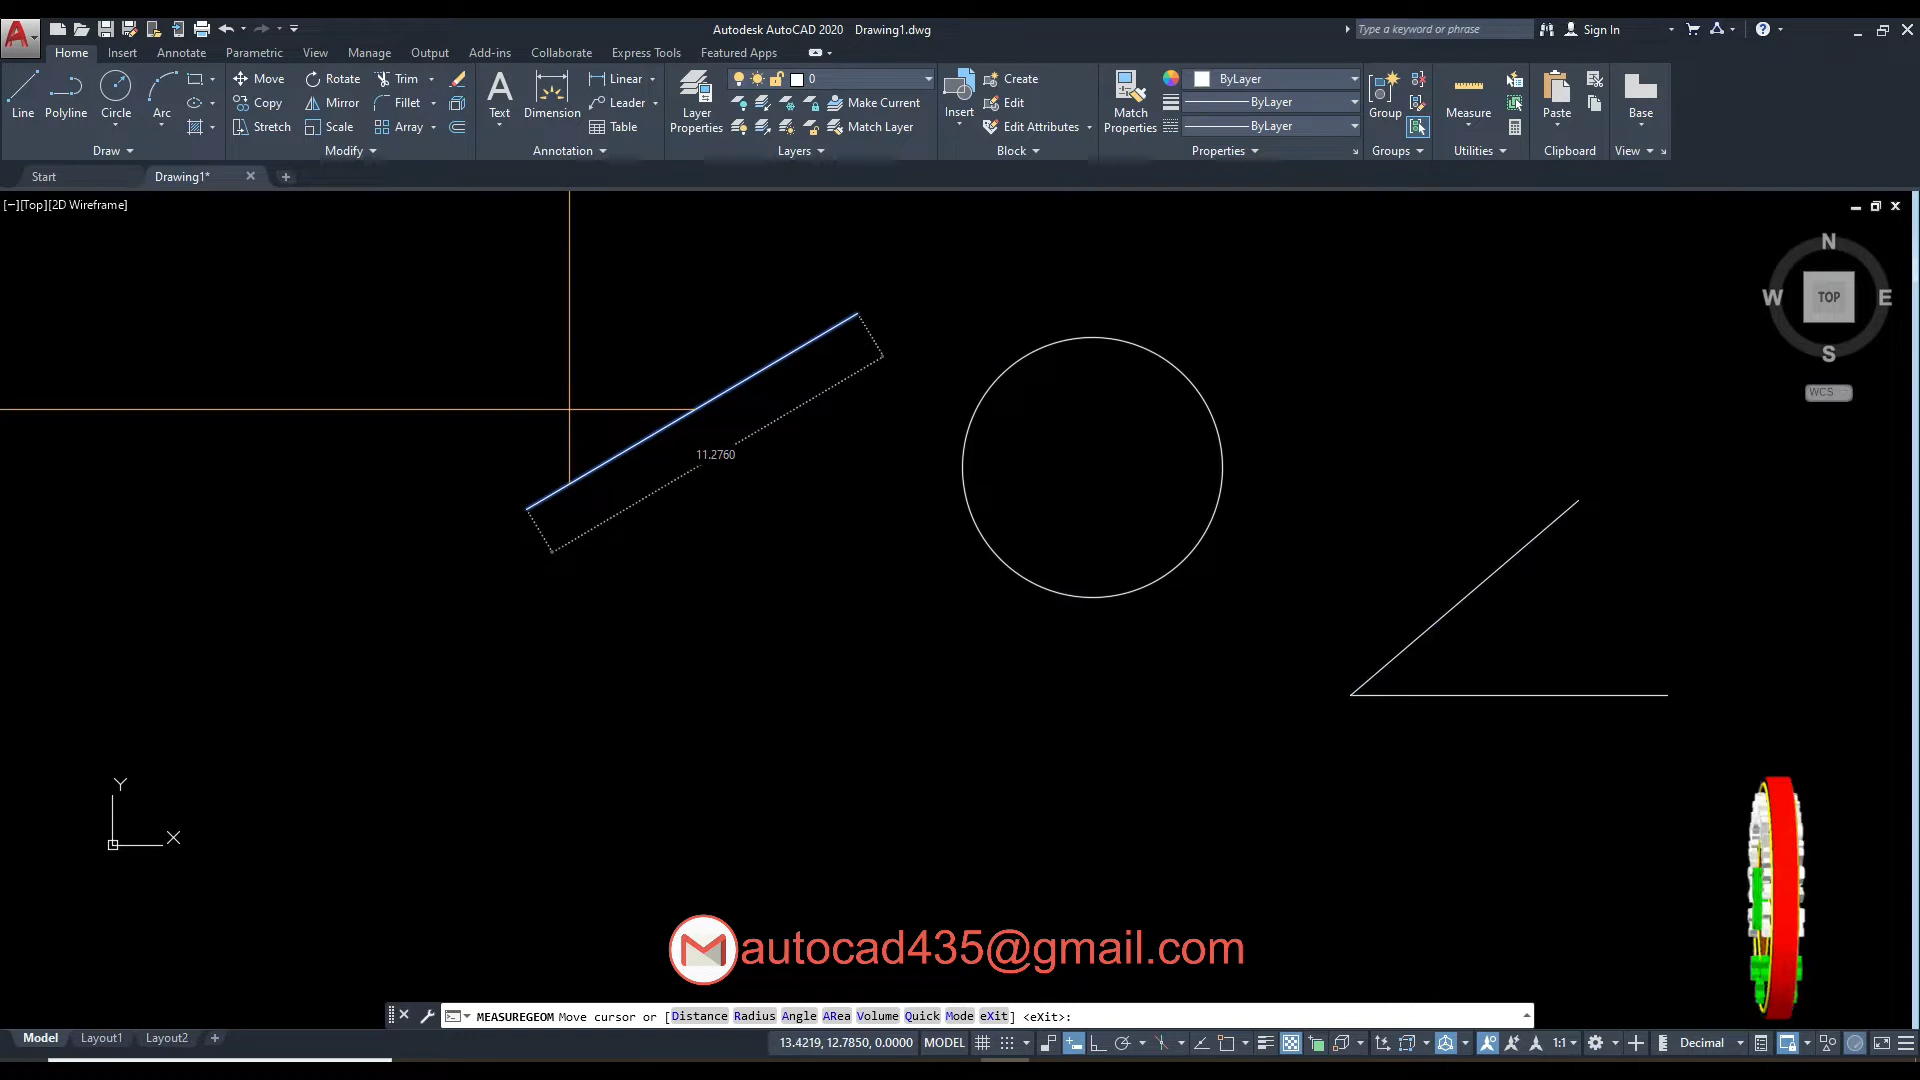 Autodesk AutoCAD 2020 Drawing1.dwg
Type a keyword or phrase
Sign In
Home Insert Annotate Parametric View Manage Output Add-ins Collaborate Express Tools Featured Apps
Line Polyline Circle Arc
Move Rotate Trim
Copy Mirror Fillet
Stretch Scale Array
Text Dimension
Linear
Leader
Table
Layer Properties
0
Make Current
Match Layer
Insert
Create
Edit
Edit Attributes
Match Properties
ByLayer
ByLayer
ByLayer
Group
Measure
Paste
Base
Draw Modify Annotation Layers Block Properties Groups Utilities Clipboard View
Start Drawing1*
[−][Top][2D Wireframe]
N
W TOP E
S
WCS
11.2760
Y
X
autocad435@gmail.com
MEASUREGEOM Move cursor or [Distance Radius Angle ARea Volume Quick Mode eXit] <eXit>:
Model Layout1 Layout2
13.4219, 12.7850, 0.0000 MODEL 1:1 Decimal